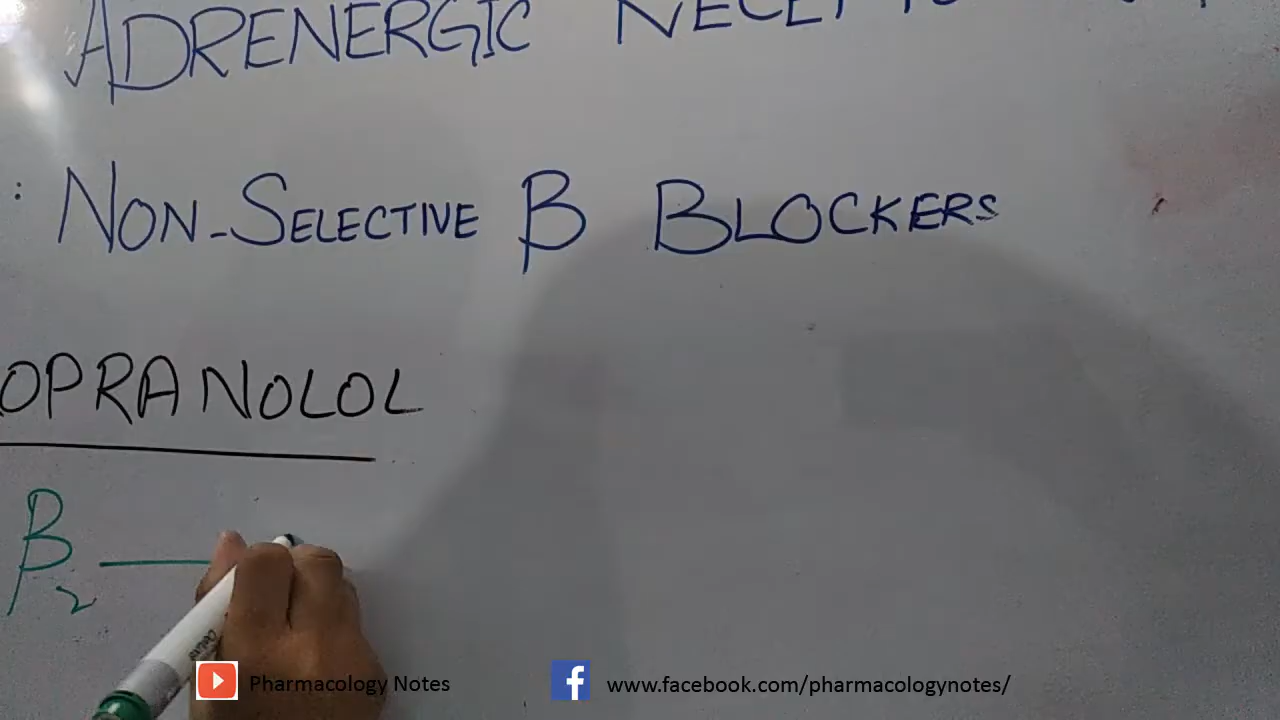 ADRENERGIC
: NON-SELECTIVE β BLOCKERS
OPRANOLOL
β2 —
Pharmacology Notes
www.facebook.com/pharmacologynotes/